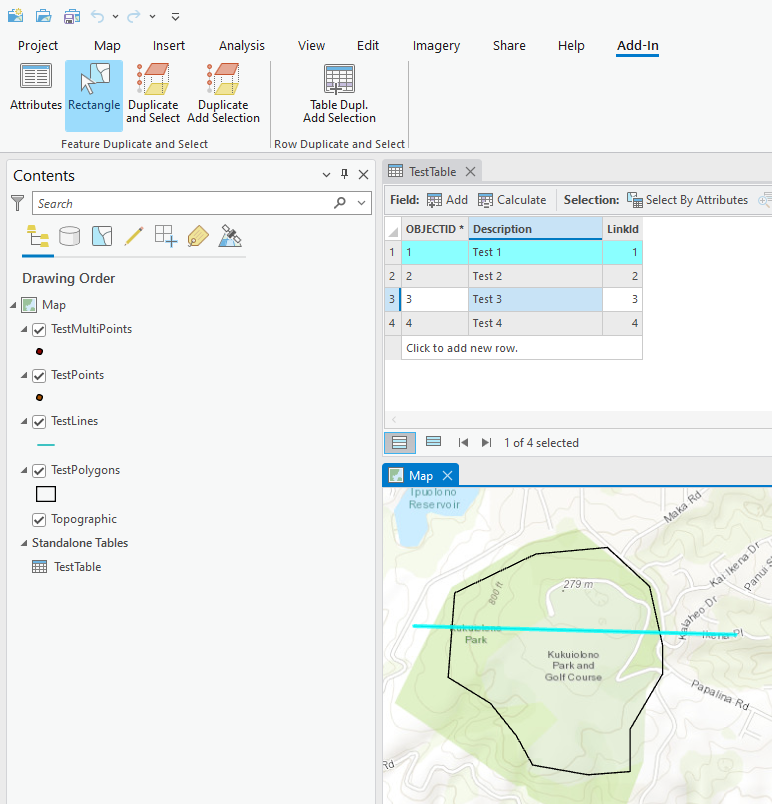 Project Map Insert Analysis View Edit Imagery Share Help Add-In
Attributes Rectangle Duplicate and Select Duplicate Add Selection Table Dupl. Add Selection
Feature Duplicate and Select Row Duplicate and Select
Contents
Search
Drawing Order
Map
TestMultiPoints
TestPoints
TestLines
TestPolygons
Topographic
Standalone Tables
TestTable
TestTable
Field: Add Calculate Selection: Select By Attributes
OBJECTID * Description LinkId
1 1 Test 1 1
2 2 Test 2 2
3 3 Test 3 3
4 4 Test 4 4
Click to add new row.
1 of 4 selected
Map
Ipuolono
Reservoir
Maka Rd
Kai Ikena Dr
Panui S
279 m
800 ft
Kalaheo Dr
Ikena Pl
Kukuiolono
Park
Kukuiolono
Park and
Golf Course
Papalina Rd
Rd